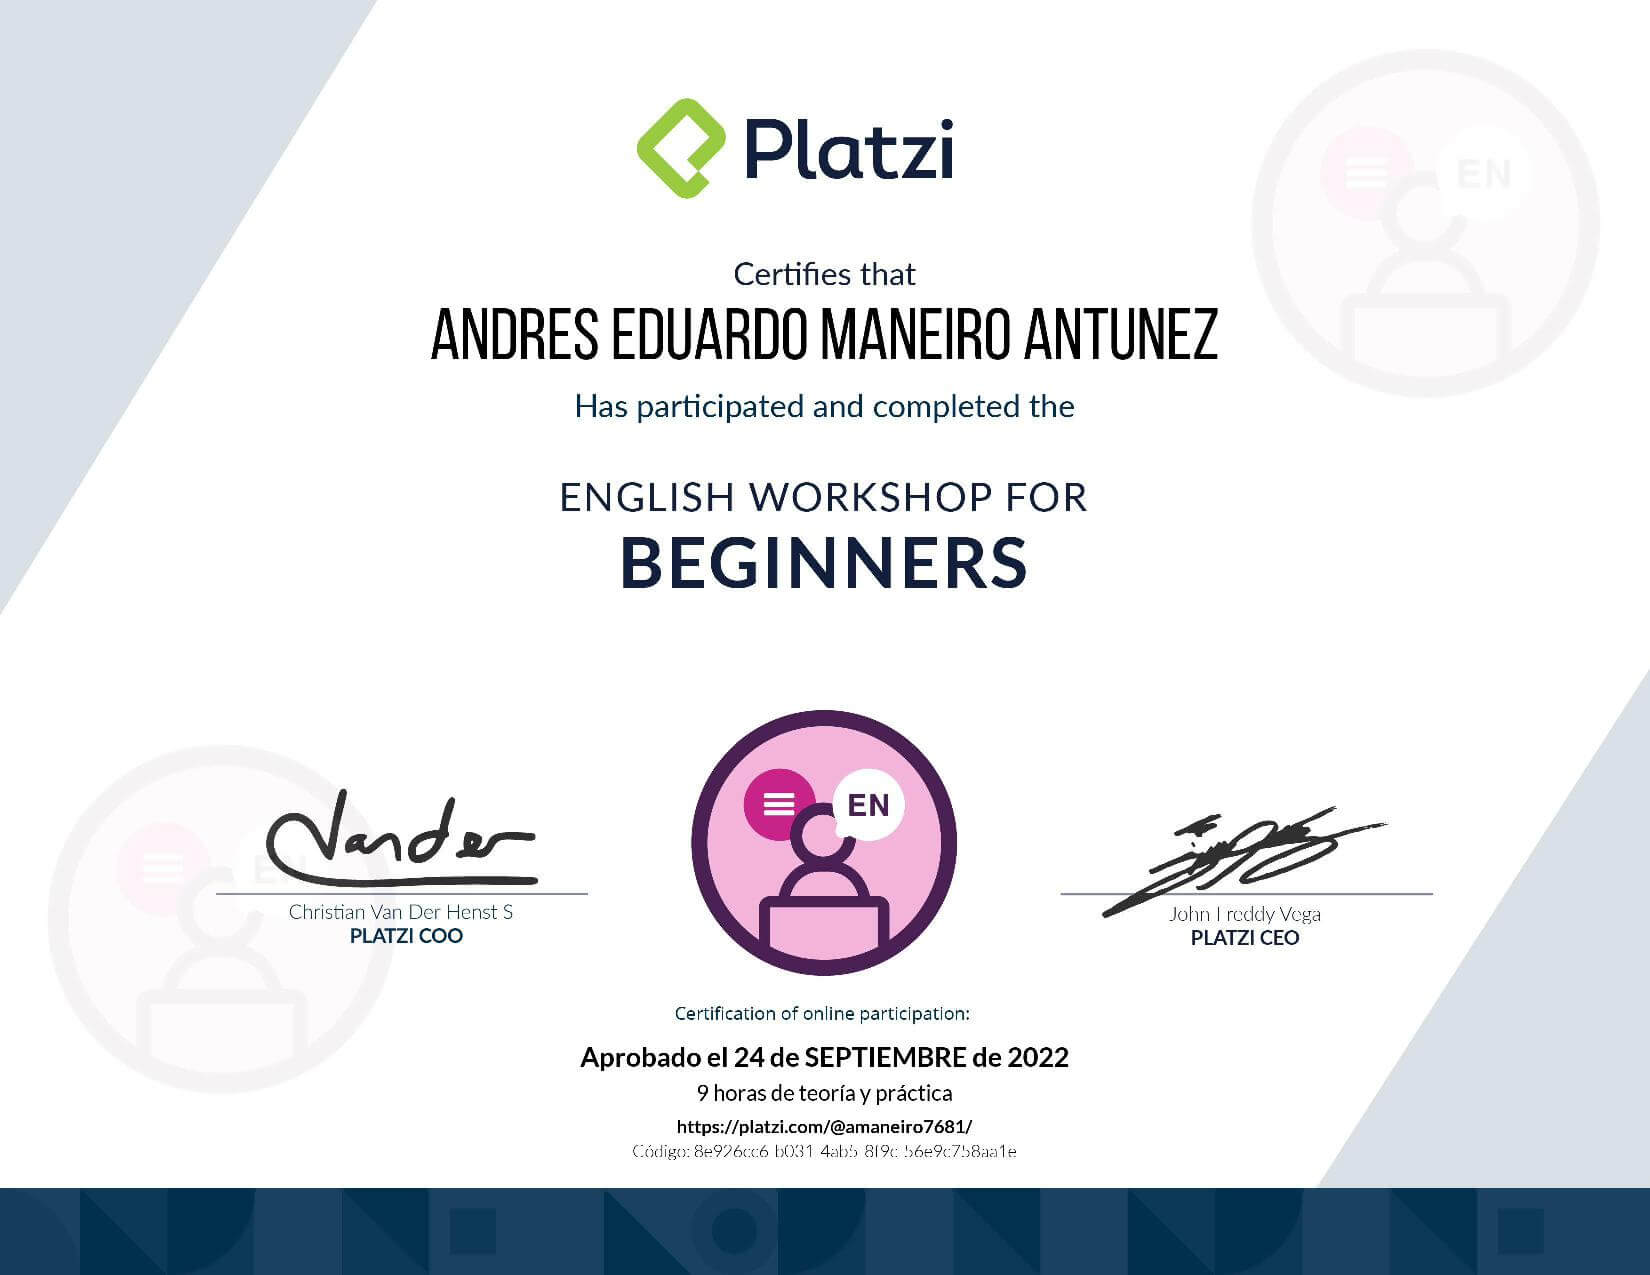 Platzi
EN
Certifies that
ANDRES EDUARDO MANEIRO ANTUNEZ
Has participated and completed the
ENGLISH WORKSHOP FOR
BEGINNERS
EN
Vander
EN
Christian Van Der Henst S
PLATZI COO
John Freddy Vega
PLATZI CEO
Certification of online participation:
Aprobado el 24 de SEPTIEMBRE de 2022
9 horas de teoría y práctica
https://platzi.com/@amaneiro7681/
Código: 8e926cc6-b031-4ab5-8f9c-56e9c758aa1e